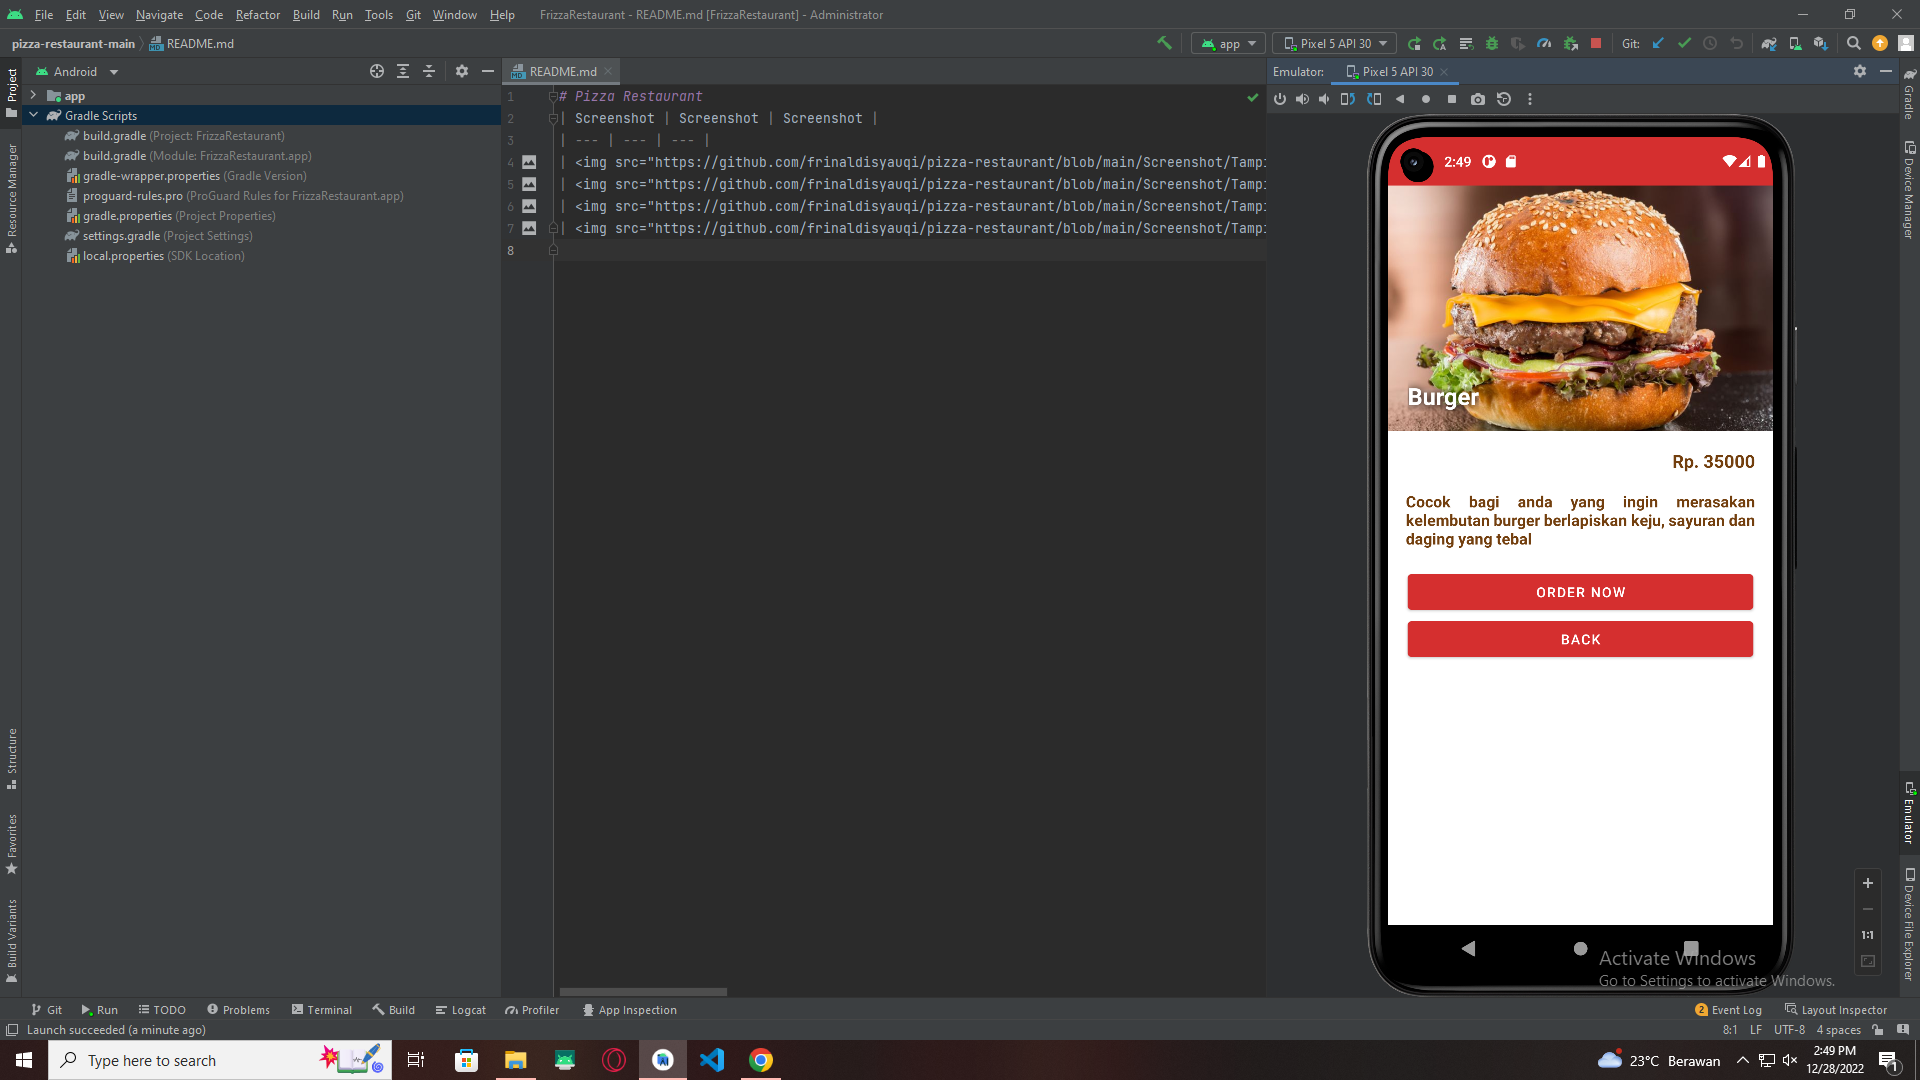 File Edit View Navigate Code Refactor Build Run Tools Git Window Help FrizzaRestaurant - README.md [FrizzaRestaurant] - Administrator
pizza-restaurant-main README.md app Pixel 5 API 30 Git:
Project
Android
README.md
Emulator: Pixel 5 API 30
Gradle
Device Manager
app
Gradle Scripts
build.gradle (Project: FrizzaRestaurant)
build.gradle (Module: FrizzaRestaurant.app)
gradle-wrapper.properties (Gradle Version)
proguard-rules.pro (ProGuard Rules for FrizzaRestaurant.app)
gradle.properties (Project Properties)
settings.gradle (Project Settings)
local.properties (SDK Location)
Resource Manager
Structure
Favorites
Build Variants
1 # Pizza Restaurant
2 | Screenshot | Screenshot | Screenshot |
3 | --- | --- | --- |
4 | <img src="https://github.com/frinaldisyauqi/pizza-restaurant/blob/main/Screenshot/Tampi
5 | <img src="https://github.com/frinaldisyauqi/pizza-restaurant/blob/main/Screenshot/Tampi
6 | <img src="https://github.com/frinaldisyauqi/pizza-restaurant/blob/main/Screenshot/Tampi
7 | <img src="https://github.com/frinaldisyauqi/pizza-restaurant/blob/main/Screenshot/Tampi
8
2:49
Burger
Rp. 35000
Cocok bagi anda yang ingin merasakan
kelembutan burger berlapiskan keju, sayuran dan
daging yang tebal
ORDER NOW
BACK
1:1
Emulator
Device File Explorer
Activate Windows
Go to Settings to activate Windows.
Git Run TODO Problems Terminal Build Logcat Profiler App Inspection 2 Event Log Layout Inspector
Launch succeeded (a minute ago) 8:1 LF UTF-8 4 spaces
Type here to search
23°C Berawan
2:49 PM
12/28/2022
1